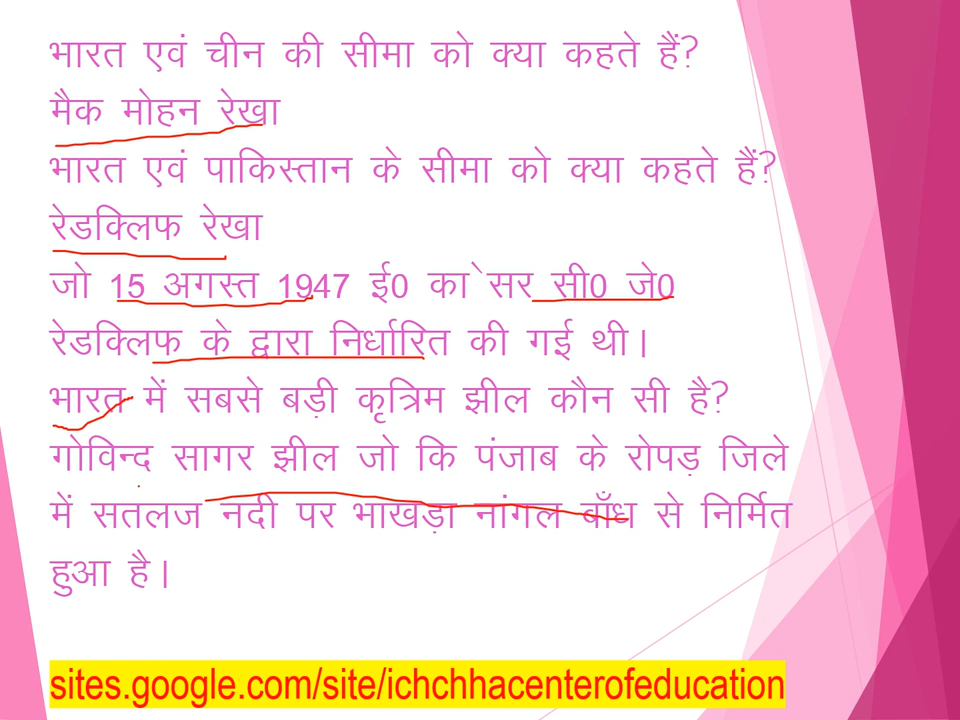 भारत एवं चीन की सीमा को क्या कहते हैं?
मैक मोहन रेखा
भारत एवं पाकिस्तान के सीमा को क्या कहते हैं?
रेडक्लिफ रेखा
जो 15 अगस्त 1947 ई0 को सर सी0 जे0
रेडक्लिफ के द्वारा निर्धारित की गई थी।
भारत में सबसे बड़ी कृत्रिम झील कौन सी है?
गोविन्द सागर झील जो कि पंजाब के रोपड़ जिले
में सतलज नदी पर भाखड़ा नांगल बाँध से निर्मित
हुआ है।
sites.google.com/site/ichchhacenterofeducation